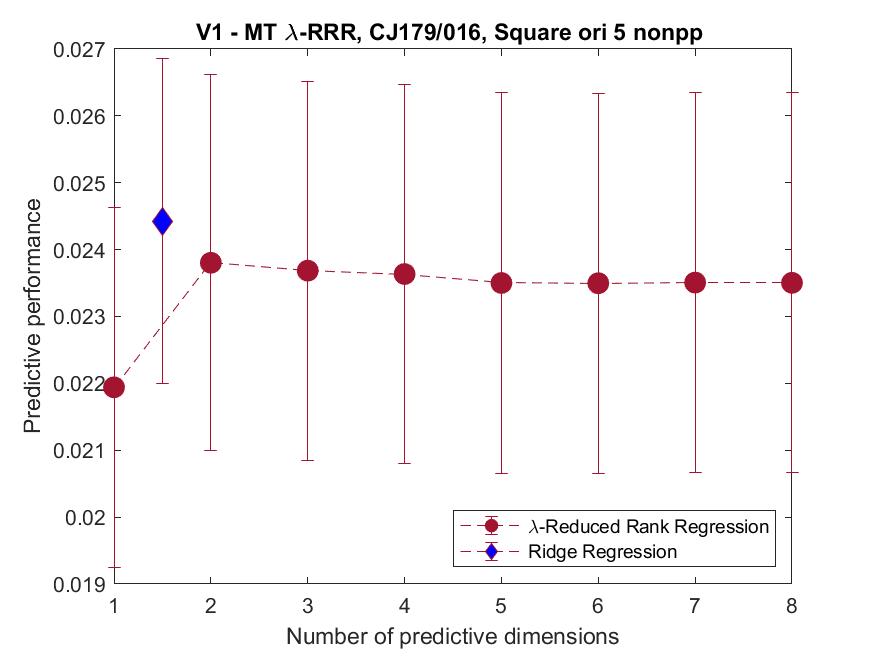 V1 - MT λ-RRR, CJ179/016, Square ori 5 nonpp
0.027
0.026
0.025
0.024
0.023
0.022
0.021
0.02
0.019
Predictive performance
1 2 3 4 5 6 7 8
Number of predictive dimensions
λ-Reduced Rank Regression
Ridge Regression